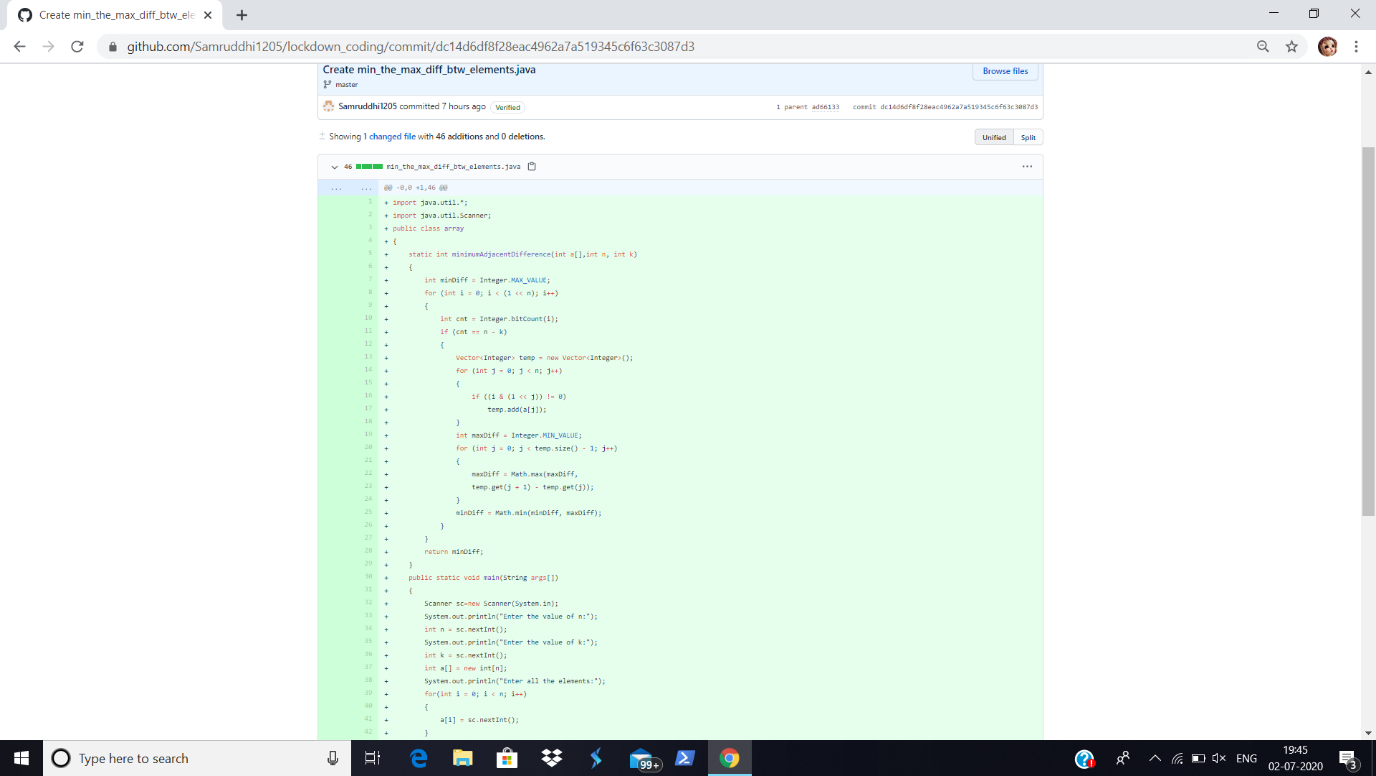 Create min_the_max_diff_btw_ele
github.com/Samruddhi1205/lockdown_coding/commit/dc14d6df8f28eac4962a7a519345c6f63c3087d3
Create min_the_max_diff_btw_elements.java
Browse files
master
Samruddhi1205 committed 7 hours ago Verified
1 parent ad66133 commit dc14d6df8f28eac4962a7a519345c6f63c3087d3
Showing 1 changed file with 46 additions and 0 deletions.
Unified Split
46 min_the_max_diff_btw_elements.java
... ... @@ -0,0 +1,46 @@
1 + import java.util.*;
2 + import java.util.Scanner;
3 + public class array
4 + {
5 + static int minimumAdjacentDifference(int a[],int n, int k)
6 + {
7 + int minDiff = Integer.MAX_VALUE;
8 + for (int i = 0; i < (1 << n); i++)
9 + {
10 + int cnt = Integer.bitCount(i);
11 + if (cnt == n - k)
12 + {
13 + Vector<Integer> temp = new Vector<Integer>();
14 + for (int j = 0; j < n; j++)
15 + {
16 + if ((i & (1 << j)) != 0)
17 + temp.add(a[j]);
18 + }
19 + int maxDiff = Integer.MIN_VALUE;
20 + for (int j = 0; j < temp.size() - 1; j++)
21 + {
22 + maxDiff = Math.max(maxDiff,
23 + temp.get(j + 1) - temp.get(j));
24 + }
25 + minDiff = Math.min(minDiff, maxDiff);
26 + }
27 + }
28 + return minDiff;
29 + }
30 + public static void main(String args[])
31 + {
32 + Scanner sc=new Scanner(System.in);
33 + System.out.println("Enter the value of n:");
34 + int n = sc.nextInt();
35 + System.out.println("Enter the value of k:");
36 + int k = sc.nextInt();
37 + int a[] = new int[n];
38 + System.out.println("Enter all the elements:");
39 + for(int i = 0; i < n; i++)
40 + {
41 + a[i] = sc.nextInt();
42 + }
Type here to search
99+
ENG
19:45
02-07-2020
3